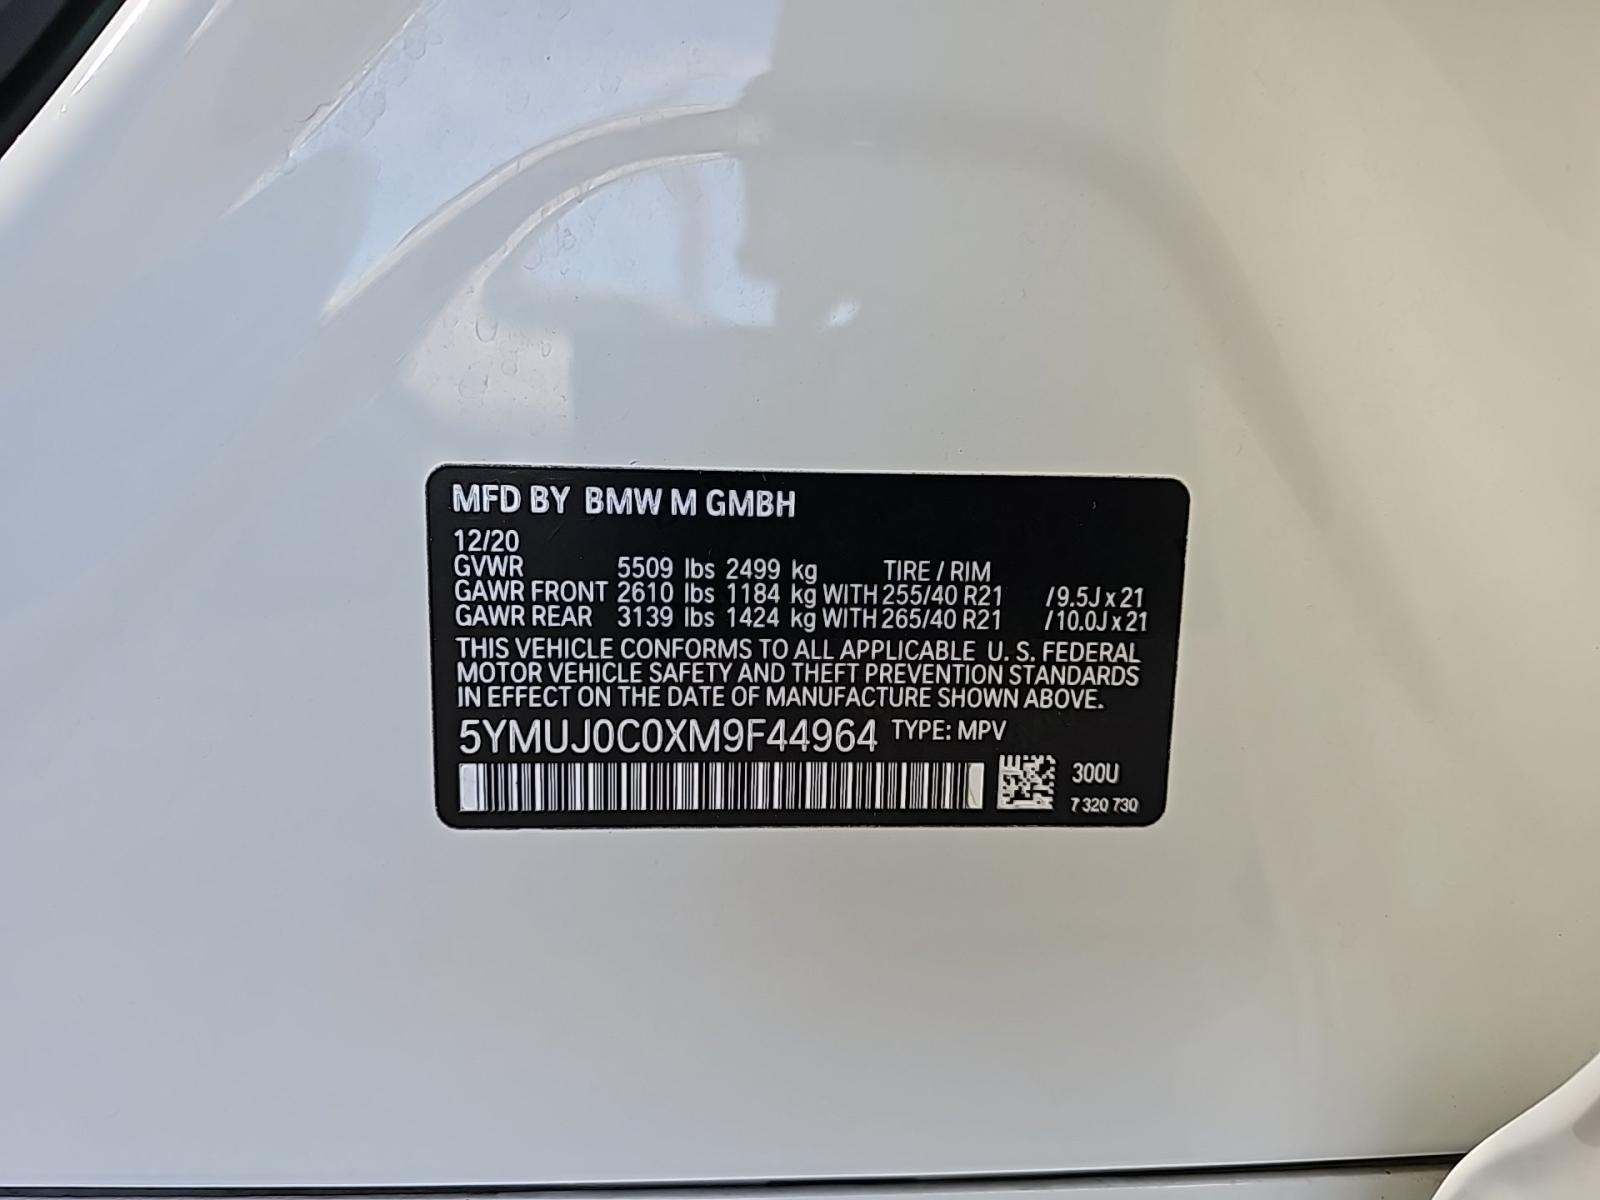 MFD BY BMW M GMBH
12/20
GVWR 5509 lbs 2499 kg TIRE / RIM
GAWR FRONT 2610 lbs 1184 kg WITH 255/40 R21 /9.5J x 21
GAWR REAR 3139 lbs 1424 kg WITH 265/40 R21 /10.0J x 21
THIS VEHICLE CONFORMS TO ALL APPLICABLE U. S. FEDERAL
MOTOR VEHICLE SAFETY AND THEFT PREVENTION STANDARDS
IN EFFECT ON THE DATE OF MANUFACTURE SHOWN ABOVE.
5YMUJ0C0XM9F44964 TYPE: MPV
300U
7 320 730